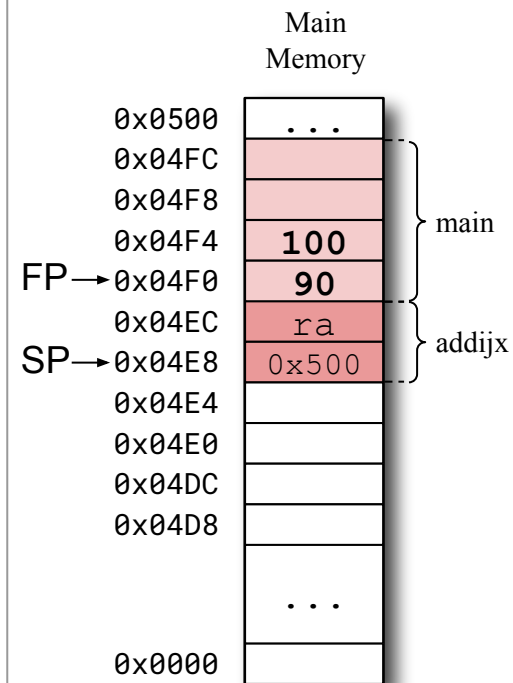 Main
Memory
0x0500 ...
0x04FC
0x04F8
main
0x04F4 100
FP 0x04F0 90
0x04EC ra
addijx
SP 0x04E8 0x500
0x04E4
0x04E0
0x04DC
0x04D8
...
0x0000